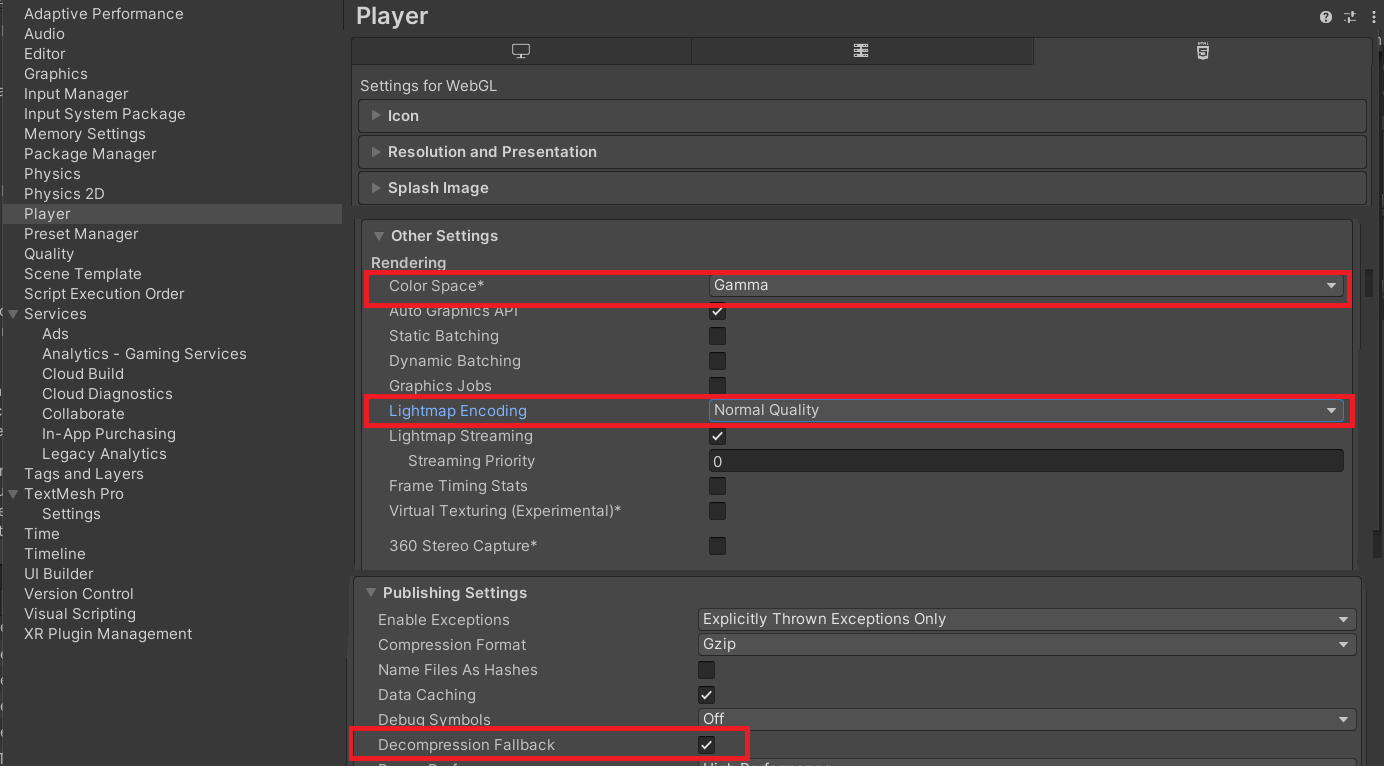 Adaptive Performance
Audio
Editor
Graphics
Input Manager
Input System Package
Memory Settings
Package Manager
Physics
Physics 2D
Player
Preset Manager
Quality
Scene Template
Script Execution Order
Services
Ads
Analytics - Gaming Services
Cloud Build
Cloud Diagnostics
Collaborate
In-App Purchasing
Legacy Analytics
Tags and Layers
TextMesh Pro
Settings
Time
Timeline
UI Builder
Version Control
Visual Scripting
XR Plugin Management
Player
HTML
Settings for WebGL
Icon
Resolution and Presentation
Splash Image
Other Settings
Rendering
Color Space* Gamma
Auto Graphics API
Static Batching
Dynamic Batching
Graphics Jobs
Lightmap Encoding Normal Quality
Lightmap Streaming
Streaming Priority 0
Frame Timing Stats
Virtual Texturing (Experimental)*
360 Stereo Capture*
Publishing Settings
Enable Exceptions Explicitly Thrown Exceptions Only
Compression Format Gzip
Name Files As Hashes
Data Caching
Debug Symbols Off
Decompression Fallback